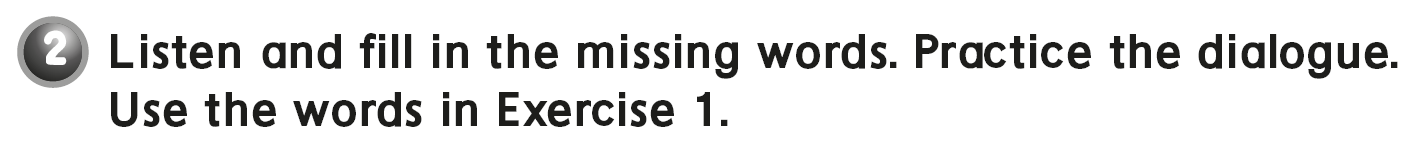 2 Listen and fill in the missing words. Practice the dialogue.
Use the words in Exercise 1.